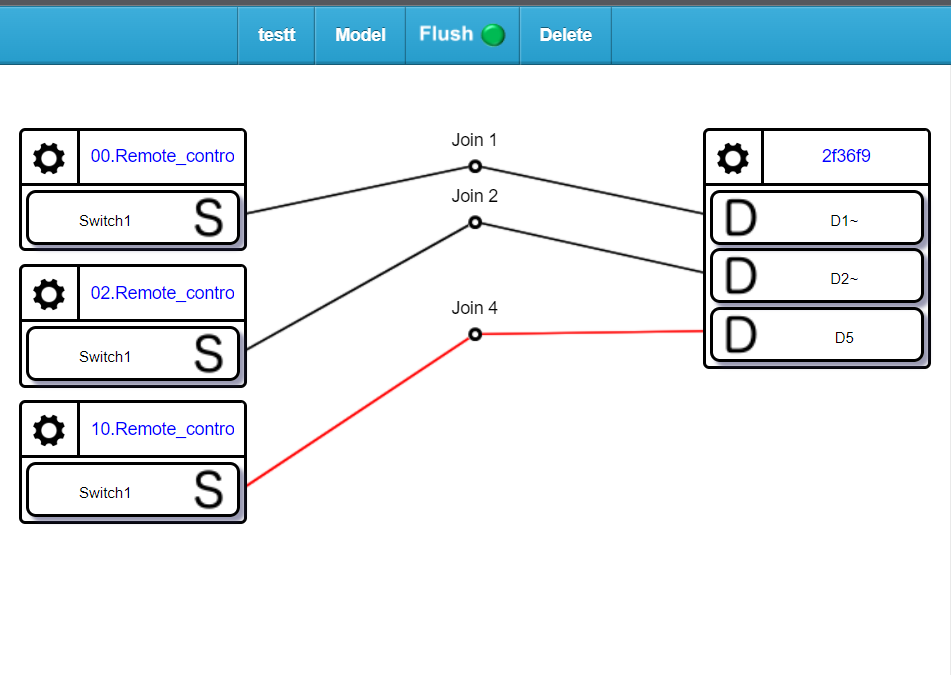 testt
Model
Flush
Delete
00.Remote_contro
Switch1
S
02.Remote_contro
Switch1
S
10.Remote_contro
Switch1
S
Join 1
Join 2
Join 4
2f36f9
D
D1~
D
D2~
D
D5